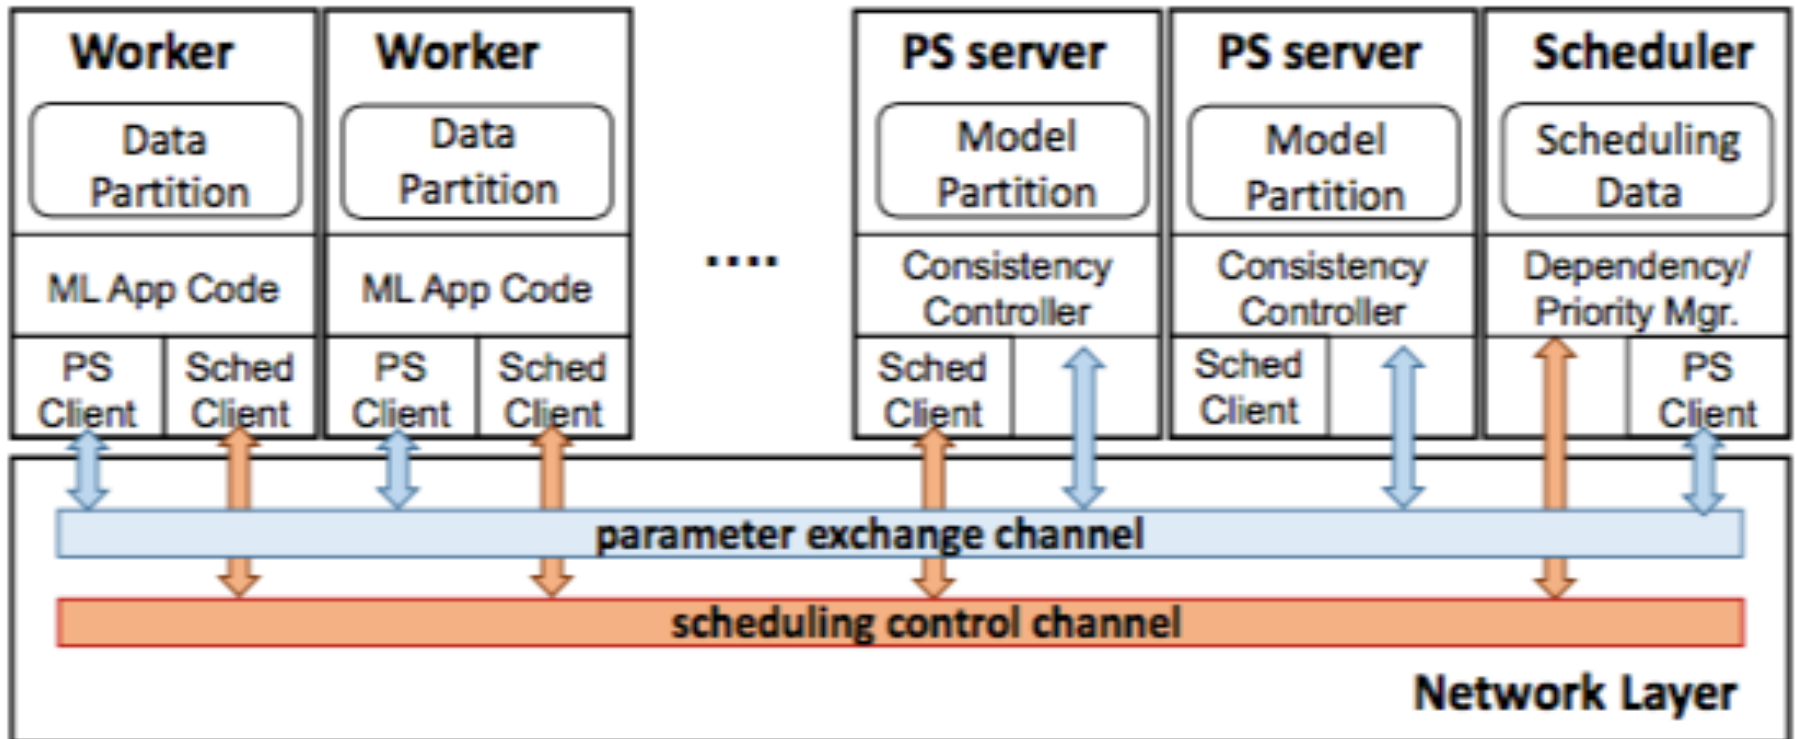 Worker
Data
Partition
ML App Code
PS
Client
Sched
Client
Worker
Data
Partition
ML App Code
PS
Client
Sched
Client
....
PS server
Model
Partition
Consistency
Controller
Sched
Client
PS server
Model
Partition
Consistency
Controller
Sched
Client
Scheduler
Scheduling
Data
Dependency/
Priority Mgr.
PS
Client
parameter exchange channel
scheduling control channel
Network Layer